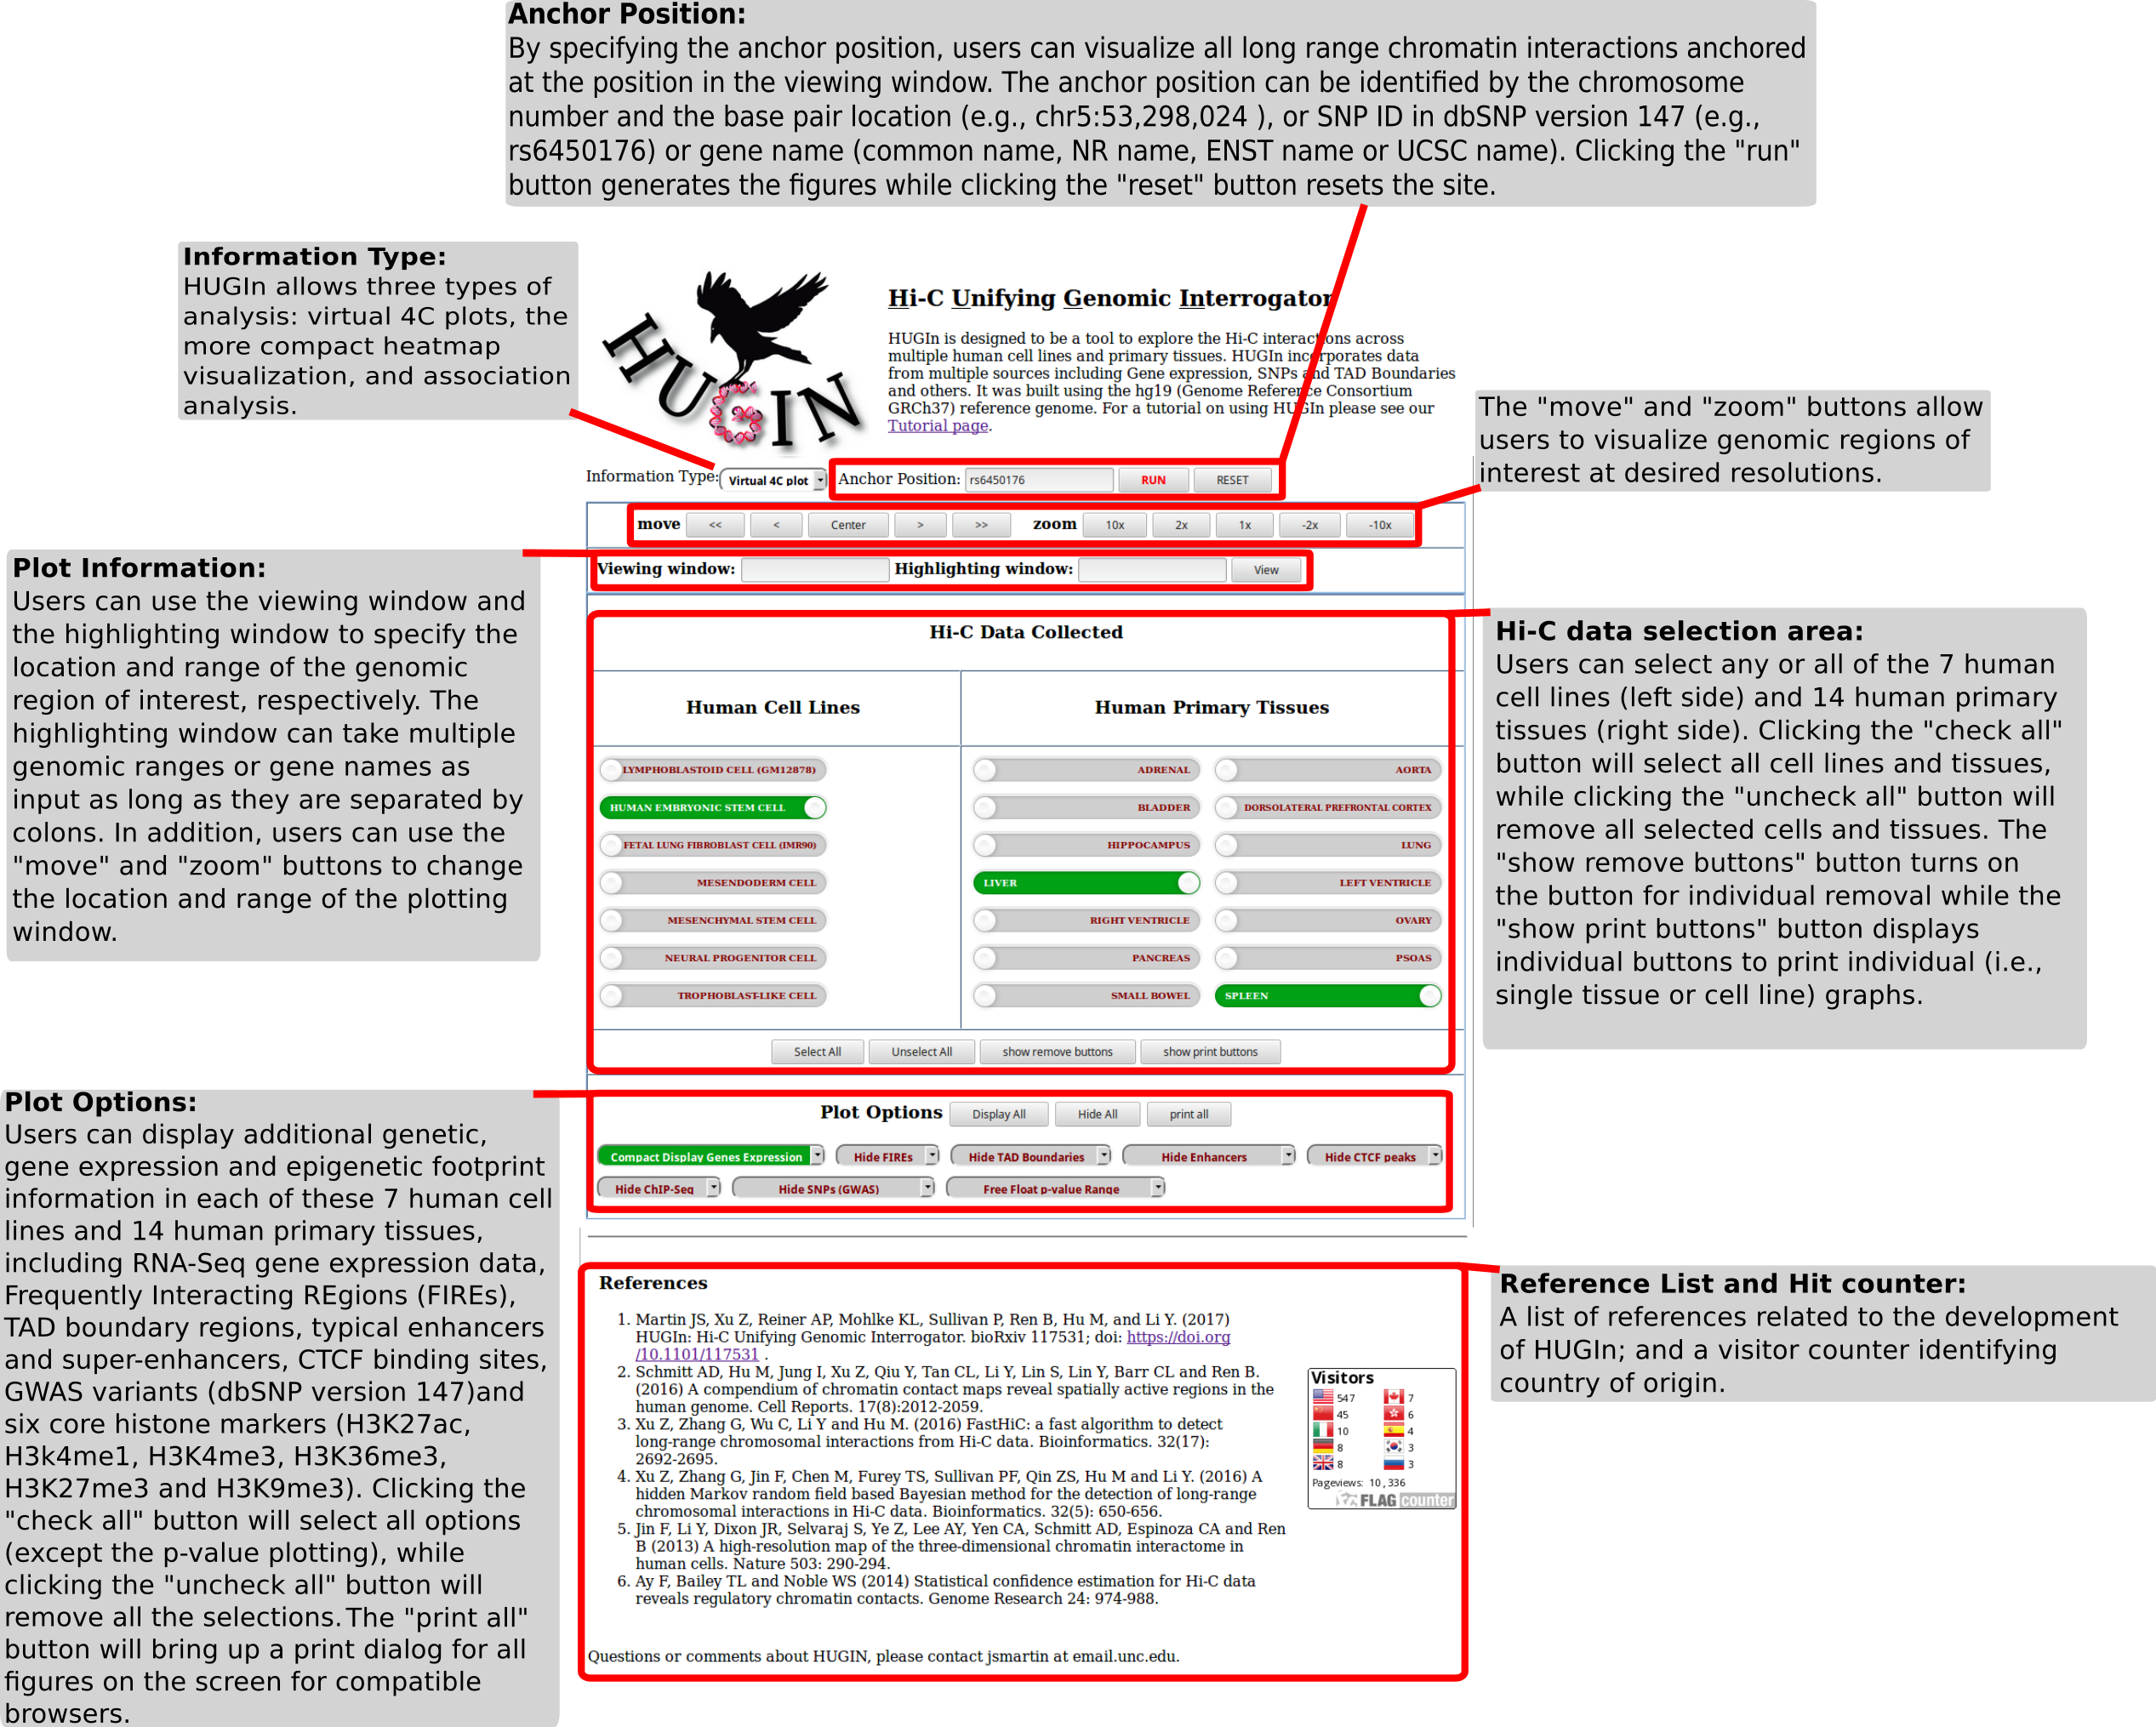 Anchor Position:
By specifying the anchor position, users can visualize all long range chromatin interactions anchored
at the position in the viewing window. The anchor position can be identified by the chromosome
number and the base pair location (e.g., chr5:53,298,024 ), or SNP ID in dbSNP version 147 (e.g.,
rs6450176) or gene name (common name, NR name, ENST name or UCSC name). Clicking the "run"
button generates the figures while clicking the "reset" button resets the site.
Information Type:
HUGIn allows three types of
analysis: virtual 4C plots, the
more compact heatmap
visualization, and association
analysis.
HUGIN
Hi-C Unifying Genomic Interrogator
HUGIn is designed to be a tool to explore the Hi-C interactions across
multiple human cell lines and primary tissues. HUGIn incorporates data
from multiple sources including Gene expression, SNPs and TAD Boundaries
and others. It was built using the hg19 (Genome Reference Consortium
GRCh37) reference genome. For a tutorial on using HUGIn please see our
Tutorial page.
The "move" and "zoom" buttons allow
users to visualize genomic regions of
interest at desired resolutions.
Information Type: Virtual 4C plot Anchor Position: rs6450176 RUN RESET
move << < Center > >> zoom 10x 2x 1x -2x -10x
Viewing window: Highlighting window: View
Plot Information:
Users can use the viewing window and
the highlighting window to specify the
location and range of the genomic
region of interest, respectively. The
highlighting window can take multiple
genomic ranges or gene names as
input as long as they are separated by
colons. In addition, users can use the
"move" and "zoom" buttons to change
the location and range of the plotting
window.
Hi-C Data Collected
Human Cell Lines Human Primary Tissues
LYMPHOBLASTOID CELL (GM12878) ADRENAL AORTA
HUMAN EMBRYONIC STEM CELL BLADDER DORSOLATERAL PREFRONTAL CORTEX
FETAL LUNG FIBROBLAST CELL (IMR90) HIPPOCAMPUS LUNG
MESENDODERM CELL LIVER LEFT VENTRICLE
MESENCHYMAL STEM CELL RIGHT VENTRICLE OVARY
NEURAL PROGENITOR CELL PANCREAS PSOAS
TROPHOBLAST-LIKE CELL SMALL BOWEL SPLEEN
Select All Unselect All show remove buttons show print buttons
Hi-C data selection area:
Users can select any or all of the 7 human
cell lines (left side) and 14 human primary
tissues (right side). Clicking the "check all"
button will select all cell lines and tissues,
while clicking the "uncheck all" button will
remove all selected cells and tissues. The
"show remove buttons" button turns on
the button for individual removal while the
"show print buttons" button displays
individual buttons to print individual (i.e.,
single tissue or cell line) graphs.
Plot Options:
Users can display additional genetic,
gene expression and epigenetic footprint
information in each of these 7 human cell
lines and 14 human primary tissues,
including RNA-Seq gene expression data,
Frequently Interacting REgions (FIREs),
TAD boundary regions, typical enhancers
and super-enhancers, CTCF binding sites,
GWAS variants (dbSNP version 147)and
six core histone markers (H3K27ac,
H3k4me1, H3K4me3, H3K36me3,
H3K27me3 and H3K9me3). Clicking the
"check all" button will select all options
(except the p-value plotting), while
clicking the "uncheck all" button will
remove all the selections. The "print all"
button will bring up a print dialog for all
figures on the screen for compatible
browsers.
Plot Options Display All Hide All print all
Compact Display Genes Expression Hide FIREs Hide TAD Boundaries Hide Enhancers Hide CTCF peaks
Hide ChIP-Seq Hide SNPs (GWAS) Free Float p-value Range
References
1. Martin JS, Xu Z, Reiner AP, Mohlke KL, Sullivan P, Ren B, Hu M, and Li Y. (2017)
HUGIn: Hi-C Unifying Genomic Interrogator. bioRxiv 117531; doi: https://doi.org
/10.1101/117531 .
2. Schmitt AD, Hu M, Jung I, Xu Z, Qiu Y, Tan CL, Li Y, Lin S, Lin Y, Barr CL and Ren B.
(2016) A compendium of chromatin contact maps reveal spatially active regions in the
human genome. Cell Reports. 17(8):2012-2059.
3. Xu Z, Zhang G, Wu C, Li Y and Hu M. (2016) FastHiC: a fast algorithm to detect
long-range chromosomal interactions from Hi-C data. Bioinformatics. 32(17):
2692-2695.
4. Xu Z, Zhang G, Jin F, Chen M, Furey TS, Sullivan PF, Qin ZS, Hu M and Li Y. (2016) A
hidden Markov random field based Bayesian method for the detection of long-range
chromosomal interactions in Hi-C data. Bioinformatics. 32(5): 650-656.
5. Jin F, Li Y, Dixon JR, Selvaraj S, Ye Z, Lee AY, Yen CA, Schmitt AD, Espinoza CA and Ren
B (2013) A high-resolution map of the three-dimensional chromatin interactome in
human cells. Nature 503: 290-294.
6. Ay F, Bailey TL and Noble WS (2014) Statistical confidence estimation for Hi-C data
reveals regulatory chromatin contacts. Genome Research 24: 974-988.
Visitors
547 7
45 6
10 4
8 3
8 3
Pageviews: 10,336
FLAG counter
Questions or comments about HUGIN, please contact jsmartin at email.unc.edu.
Reference List and Hit counter:
A list of references related to the development
of HUGIn; and a visitor counter identifying
country of origin.